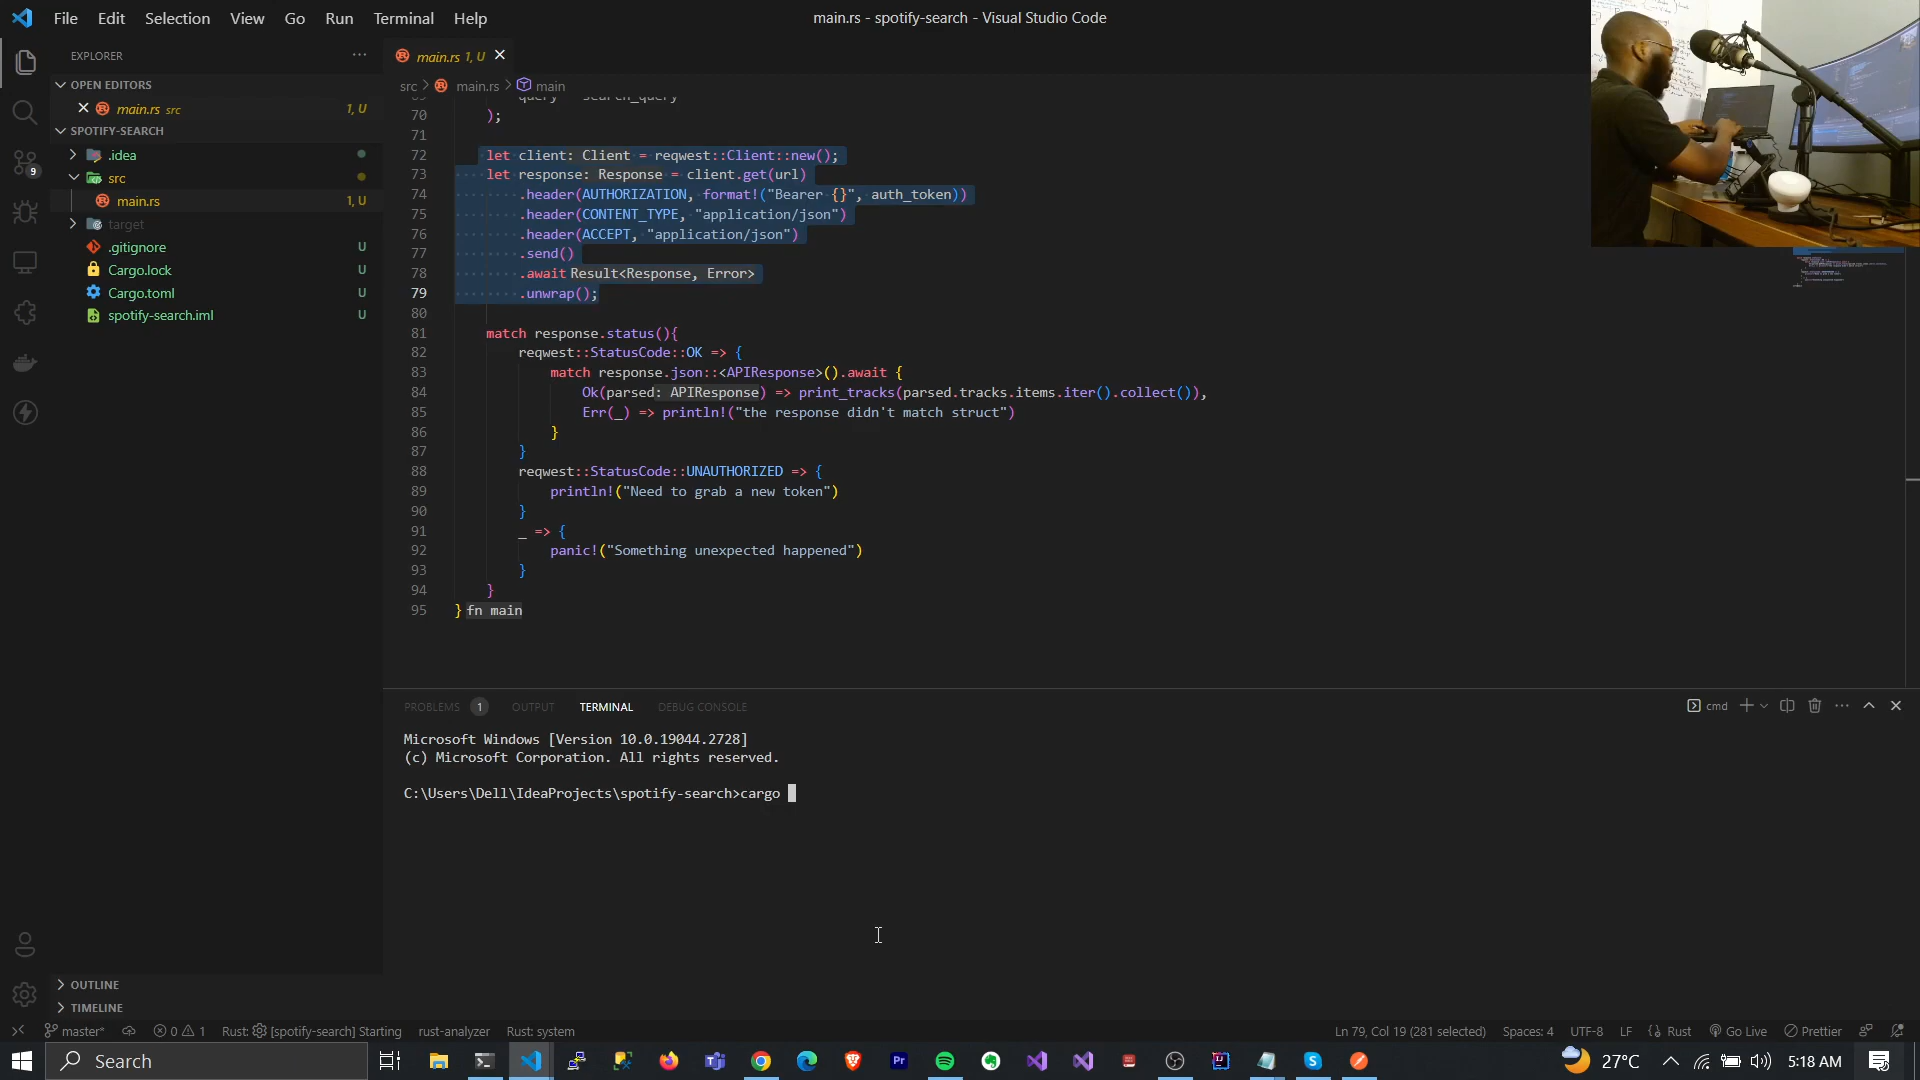 File Edit Selection View Go Run Terminal Help
main.rs - spotify-search - Visual Studio Code
EXPLORER
OPEN EDITORS
main.rs src 1, U
SPOTIFY-SEARCH
.idea
src
main.rs 1, U
target
.gitignore U
Cargo.lock U
Cargo.toml U
spotify-search.iml U
OUTLINE
TIMELINE
9
main.rs 1, U
src > main.rs > main
69 query = search_query
70 );
71
72 let client: Client = reqwest::Client::new();
73 let response: Response = client.get(url)
74 .header(AUTHORIZATION, format!("Bearer {}", auth_token))
75 .header(CONTENT_TYPE, "application/json")
76 .header(ACCEPT, "application/json")
77 .send()
78 .await Result<Response, Error>
79 .unwrap();
80
81 match response.status(){
82 reqwest::StatusCode::OK => {
83 match response.json::<APIResponse>().await {
84 Ok(parsed: APIResponse) => print_tracks(parsed.tracks.items.iter().collect()),
85 Err(_) => println!("the response didn't match struct")
86 }
87 }
88 reqwest::StatusCode::UNAUTHORIZED => {
89 println!("Need to grab a new token")
90 }
91 _ => {
92 panic!("Something unexpected happened")
93 }
94 }
95 } fn main
PROBLEMS 1 OUTPUT TERMINAL DEBUG CONSOLE
cmd
Microsoft Windows [Version 10.0.19044.2728]
(c) Microsoft Corporation. All rights reserved.
C:\Users\Dell\IdeaProjects\spotify-search>cargo
master* 0 1 Rust: [spotify-search] Starting rust-analyzer Rust: system
Ln 79, Col 19 (281 selected) Spaces: 4 UTF-8 LF Rust Go Live Prettier
Search
Pr
27°C
5:18 AM